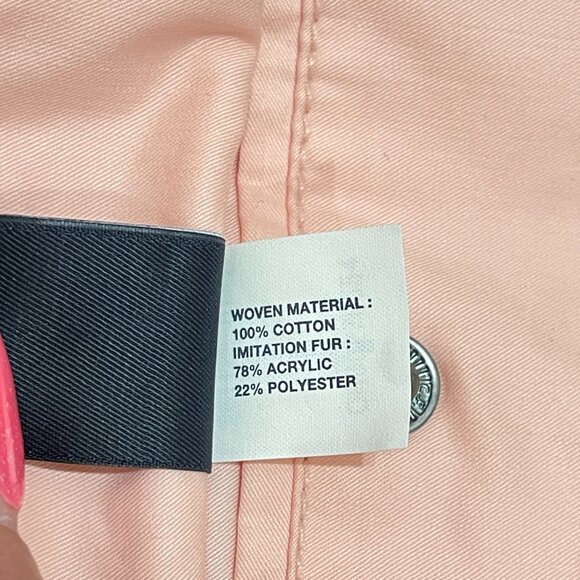 WOVEN MATERIAL :
100% COTTON
IMITATION FUR :
78% ACRYLIC
22% POLYESTER